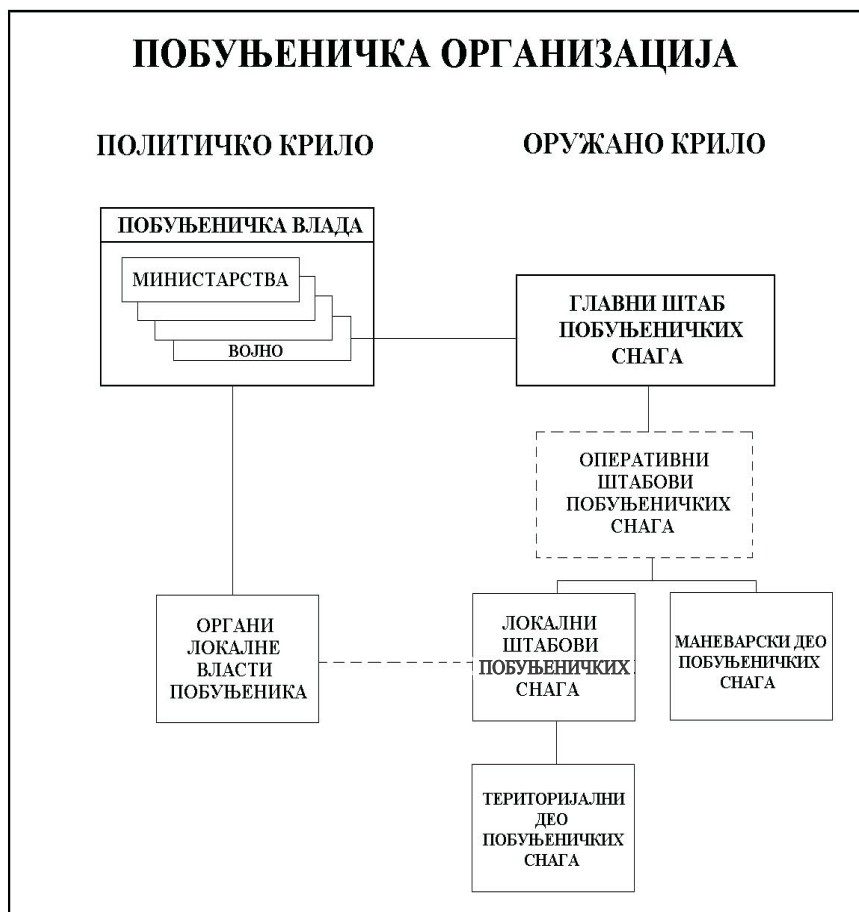 ПОБУЊЕНИЧКА ОРГАНИЗАЦИЈА
ПОЛИТИЧКО КРИЛО
ОРУЖАНО КРИЛО
ПОБУЊЕНИЧКА ВЛАДА
МИНИСТАРСТВА
ВОЈНО
ГЛАВНИ ШТАБ
ПОБУЊЕНИЧКИХ
СНАГА
ОПЕРАТИВНИ
ШТАБОВИ
ПОБУЊЕНИЧКИХ
СНАГА
ОРГАНИ
ЛОКАЛНЕ
ВЛАСТИ
ПОБУЊЕНИКА
ЛОКАЛНИ
ШТАБОВИ
ПОБУЊЕНИЧКИХ
СНАГА
МАНЕВАРСКИ ДЕО
ПОБУЊЕНИЧКИХ
СНАГА
ТЕРИТОРИЈАЛНИ
ДЕО
ПОБУЊЕНИЧКИХ
СНАГА